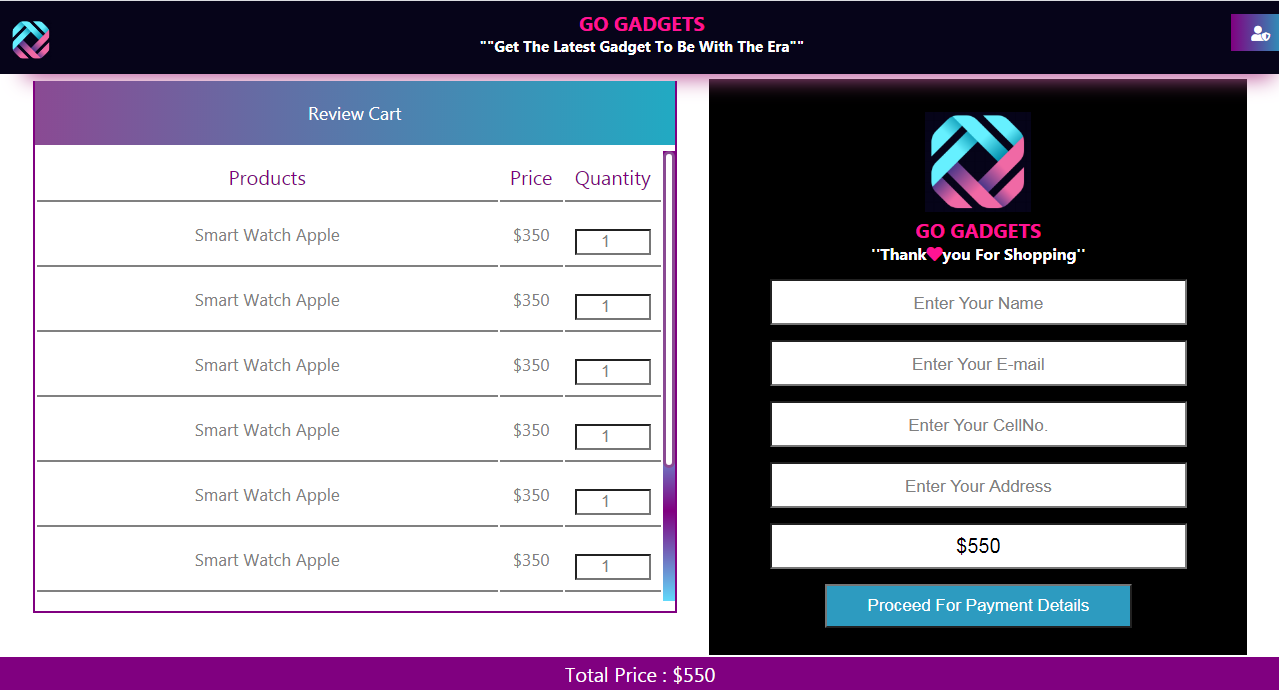 GO GADGETS
""Get The Latest Gadget To Be With The Era""
Review Cart
Products Price Quantity
Smart Watch Apple $350 1
Smart Watch Apple $350 1
Smart Watch Apple $350 1
Smart Watch Apple $350 1
Smart Watch Apple $350 1
Smart Watch Apple $350 1
GO GADGETS
"Thank❤you For Shopping"
Enter Your Name
Enter Your E-mail
Enter Your CellNo.
Enter Your Address
$550
Proceed For Payment Details
Total Price : $550